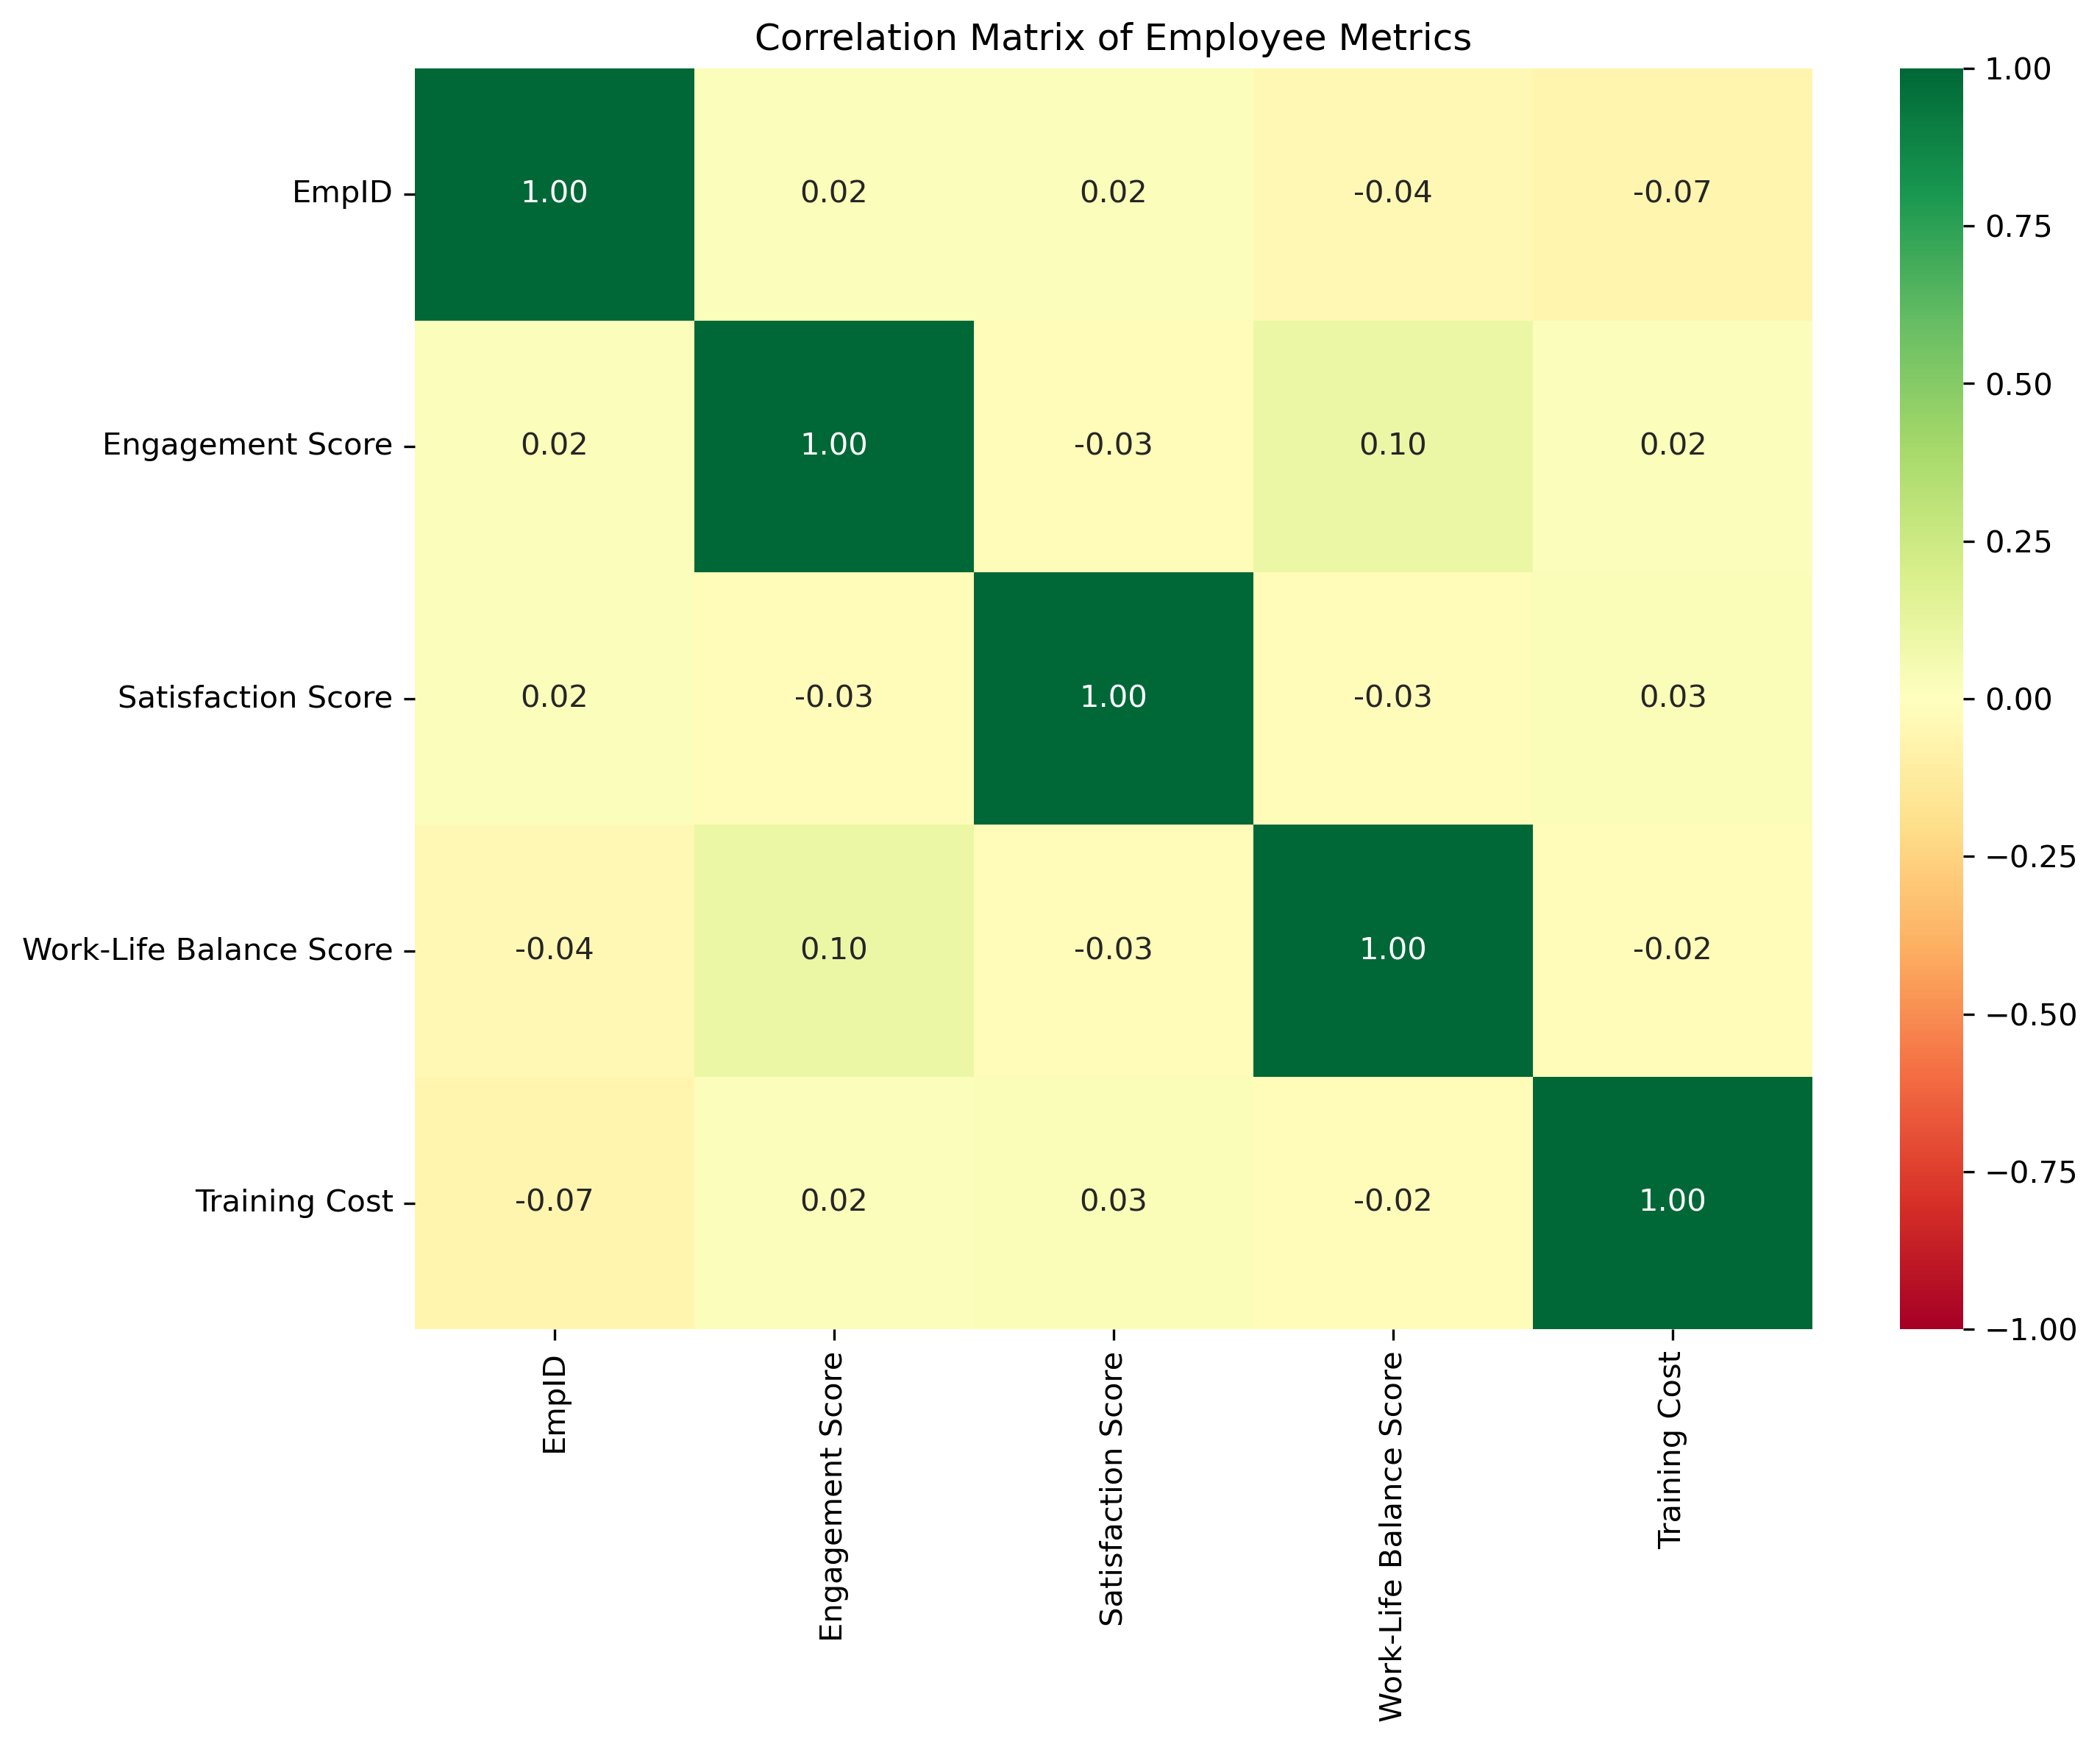 Correlation Matrix of Employee Metrics
EmpID 1.00 0.02 0.02 -0.04 -0.07
Engagement Score 0.02 1.00 -0.03 0.10 0.02
Satisfaction Score 0.02 -0.03 1.00 -0.03 0.03
Work-Life Balance Score -0.04 0.10 -0.03 1.00 -0.02
Training Cost -0.07 0.02 0.03 -0.02 1.00
EmpID
Engagement Score
Satisfaction Score
Work-Life Balance Score
Training Cost
1.00
0.75
0.50
0.25
0.00
−0.25
−0.50
−0.75
−1.00